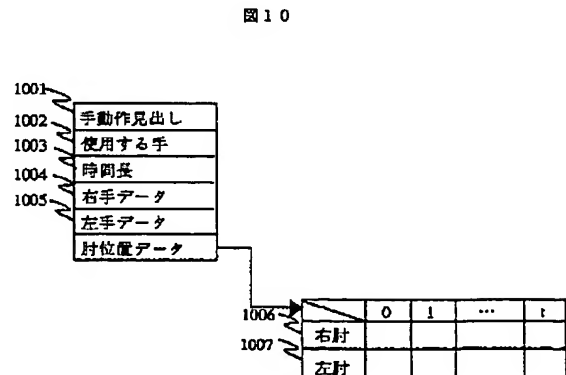 図10
1001
手動作見出し
1002
使用する手
1003
時間長
1004
右手データ
1005
左手データ
肘位置データ
0 1 … t
1006
右肘
1007
左肘